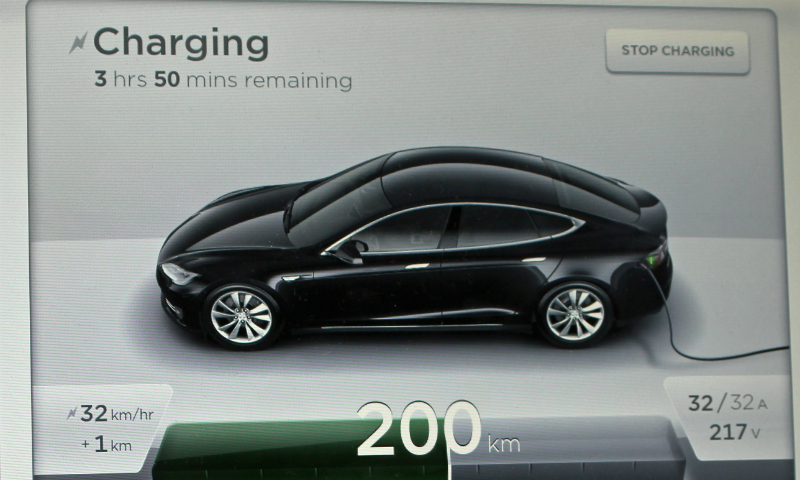 Charging
3 hrs 50 mins remaining
STOP CHARGING
32 km/hr
+1 km
200 km
32/32 A
217 V